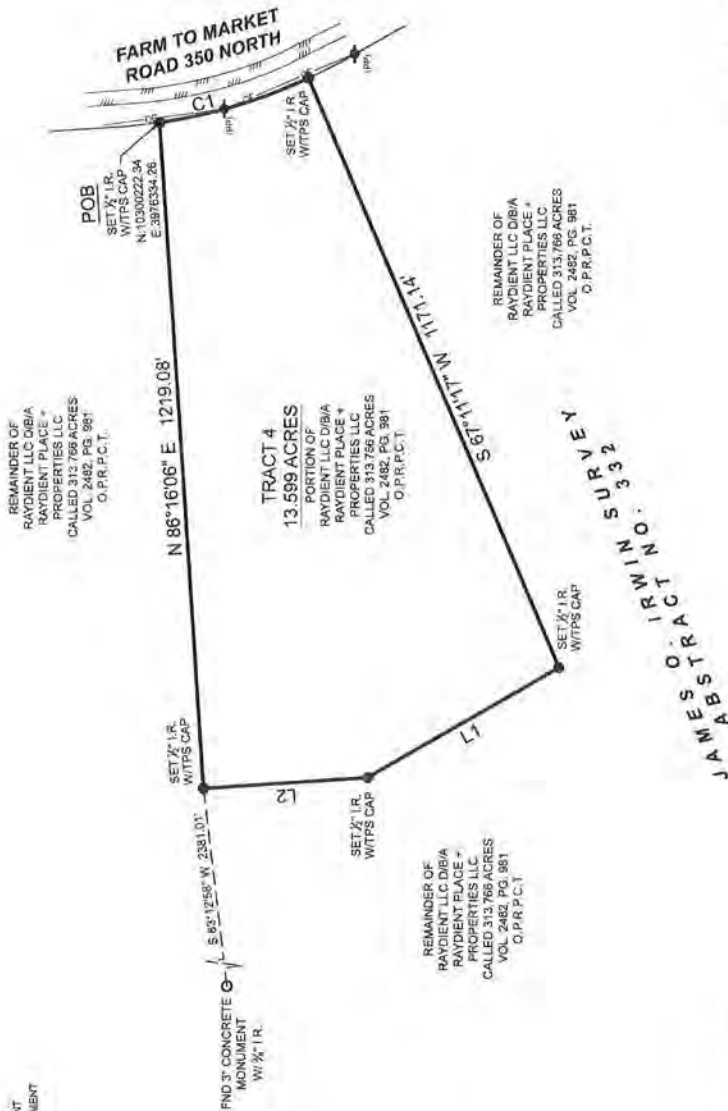 FARM TO MARKET
ROAD 350 NORTH
C1
OE
(PP)
OE
(PP)
POB
SET ½" I.R.
W/TPS CAP
N:10300222.34
E:3976334.26
SET ½" I.R.
W/TPS CAP
REMAINDER OF
RAYDIENT LLC D/B/A
RAYDIENT PLACE +
PROPERTIES LLC
CALLED 313.766 ACRES
VOL. 2482, PG. 981
O.P.R.P.C.T.
N 86°16'06" E 1219.08'
TRACT 4
13.599 ACRES
PORTION OF
RAYDIENT LLC D/B/A
RAYDIENT PLACE +
PROPERTIES LLC
CALLED 313.766 ACRES
VOL. 2482, PG. 981
O.P.R.P.C.T.
S 67°11'17" W 1171.14'
REMAINDER OF
RAYDIENT LLC D/B/A
RAYDIENT PLACE +
PROPERTIES LLC
CALLED 313.766 ACRES
VOL. 2482, PG. 981
O.P.R.P.C.T.
SET ½" I.R.
W/TPS CAP
L2
SET ½" I.R.
W/TPS CAP
L1
SET ½" I.R.
W/TPS CAP
S 83°12'58" W 2381.01'
FND 3" CONCRETE
MONUMENT
W/ ¾" I.R.
REMAINDER OF
RAYDIENT LLC D/B/A
RAYDIENT PLACE +
PROPERTIES LLC
CALLED 313.766 ACRES
VOL. 2482, PG. 981
O.P.R.P.C.T.
JAMES O. IRWIN SURVEY
ABSTRACT NO. 332